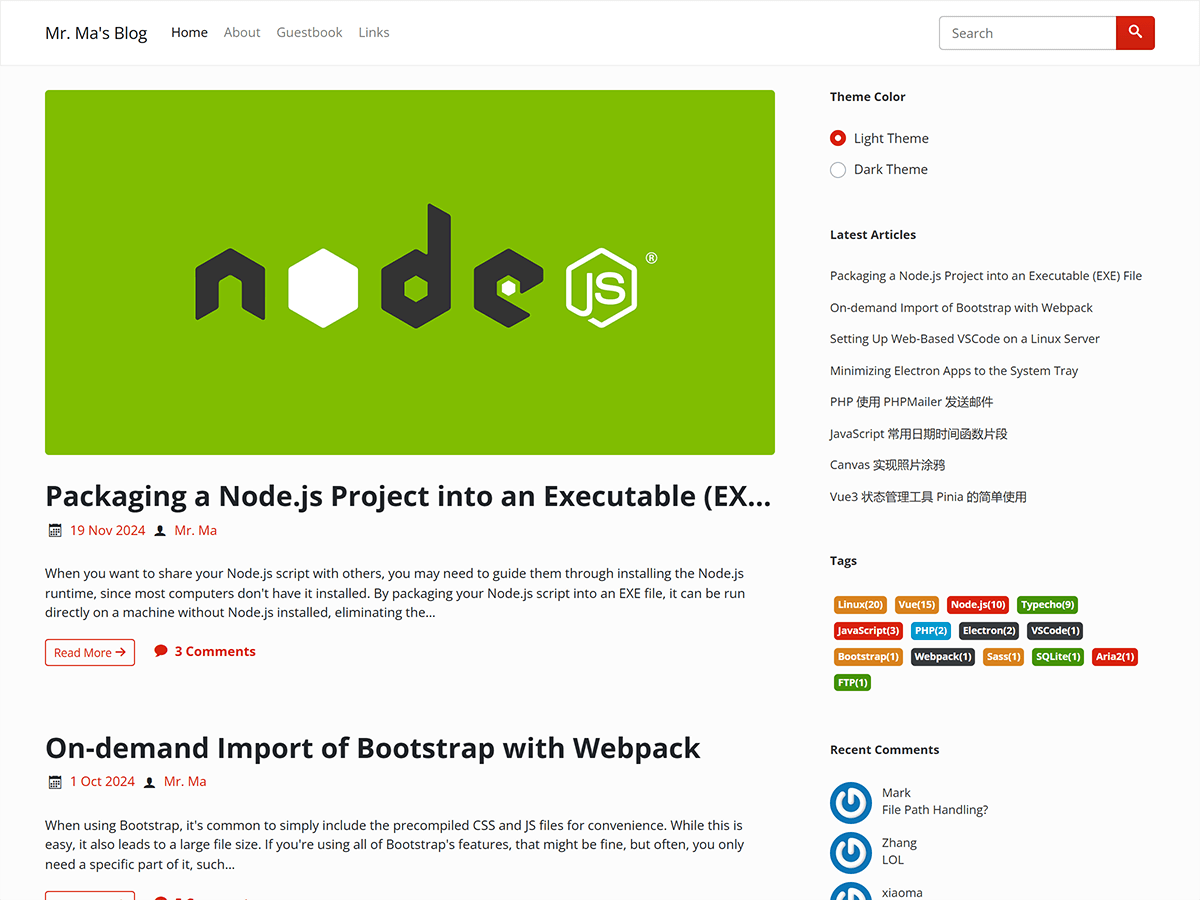 Mr. Ma's Blog Home About Guestbook Links Search
node JS ®
Packaging a Node.js Project into an Executable (EX...
19 Nov 2024 Mr. Ma
When you want to share your Node.js script with others, you may need to guide them through installing the Node.js
runtime, since most computers don't have it installed. By packaging your Node.js script into an EXE file, it can be run
directly on a machine without Node.js installed, eliminating the...
Read More → 3 Comments
On-demand Import of Bootstrap with Webpack
1 Oct 2024 Mr. Ma
When using Bootstrap, it's common to simply include the precompiled CSS and JS files for convenience. While this is
easy, it also leads to a large file size. If you're using all of Bootstrap's features, that might be fine, but often, you only
need a specific part of it, such...
Theme Color
Light Theme
Dark Theme
Latest Articles
Packaging a Node.js Project into an Executable (EXE) File
On-demand Import of Bootstrap with Webpack
Setting Up Web-Based VSCode on a Linux Server
Minimizing Electron Apps to the System Tray
PHP 使用 PHPMailer 发送邮件
JavaScript 常用日期时间函数片段
Canvas 实现照片涂鸦
Vue3 状态管理工具 Pinia 的简单使用
Tags
Linux(20) Vue(15) Node.js(10) Typecho(9)
JavaScript(3) PHP(2) Electron(2) VSCode(1)
Bootstrap(1) Webpack(1) Sass(1) SQLite(1) Aria2(1)
FTP(1)
Recent Comments
Mark
File Path Handling?
Zhang
LOL
xiaoma